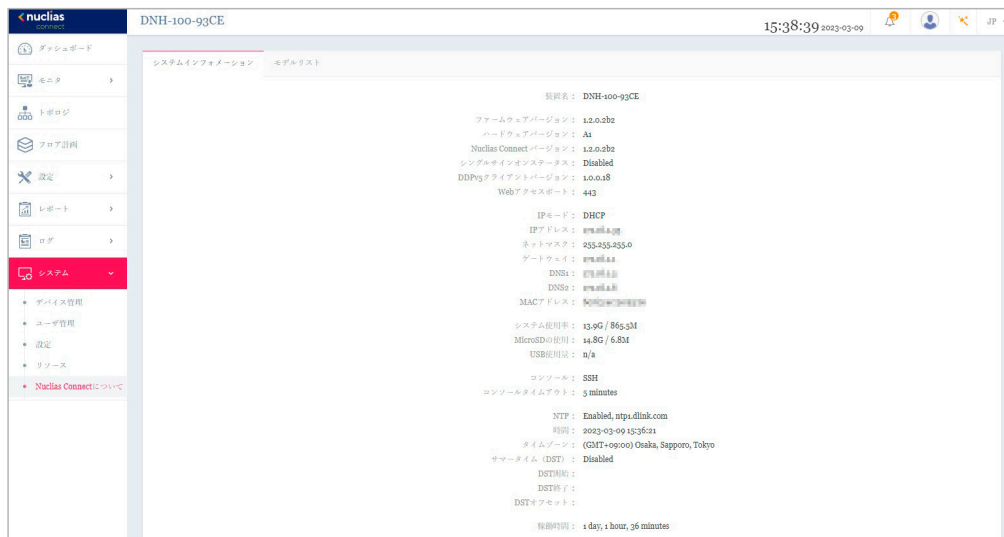 nuclias
connect
DNH-100-93CE
15:38:39 2023-03-09
3
JP
ダッシュボード
モニタ
トポロジ
フロア計画
設定
レポート
ログ
システム
デバイス管理
ユーザ管理
設定
リソース
Nuclias Connectについて
システムインフォメーション モデルリスト
装置名： DNH-100-93CE
ファームウェアバージョン： 1.2.0.2b2
ハードウェアバージョン： A1
Nuclias Connect バージョン： 1.2.0.2b2
シングルサインオンステータス： Disabled
DDPv5クライアントバージョン： 1.0.0.18
Webアクセスポート： 443
IPモード： DHCP
IPアドレス：
ネットマスク： 255.255.255.0
ゲートウェイ：
DNS1：
DNS2：
MACアドレス：
システム使用率： 13.9G / 865.5M
MicroSDの使用： 14.8G / 6.8M
USB使用量： n/a
コンソール： SSH
コンソールタイムアウト： 5 minutes
NTP： Enabled, ntp1.dlink.com
時間： 2023-03-09 15:36:21
タイムゾーン： (GMT+09:00) Osaka, Sapporo, Tokyo
サマータイム（DST）： Disabled
DST開始：
DST終了：
DSTオフセット：
稼働時間： 1 day, 1 hour, 36 minutes